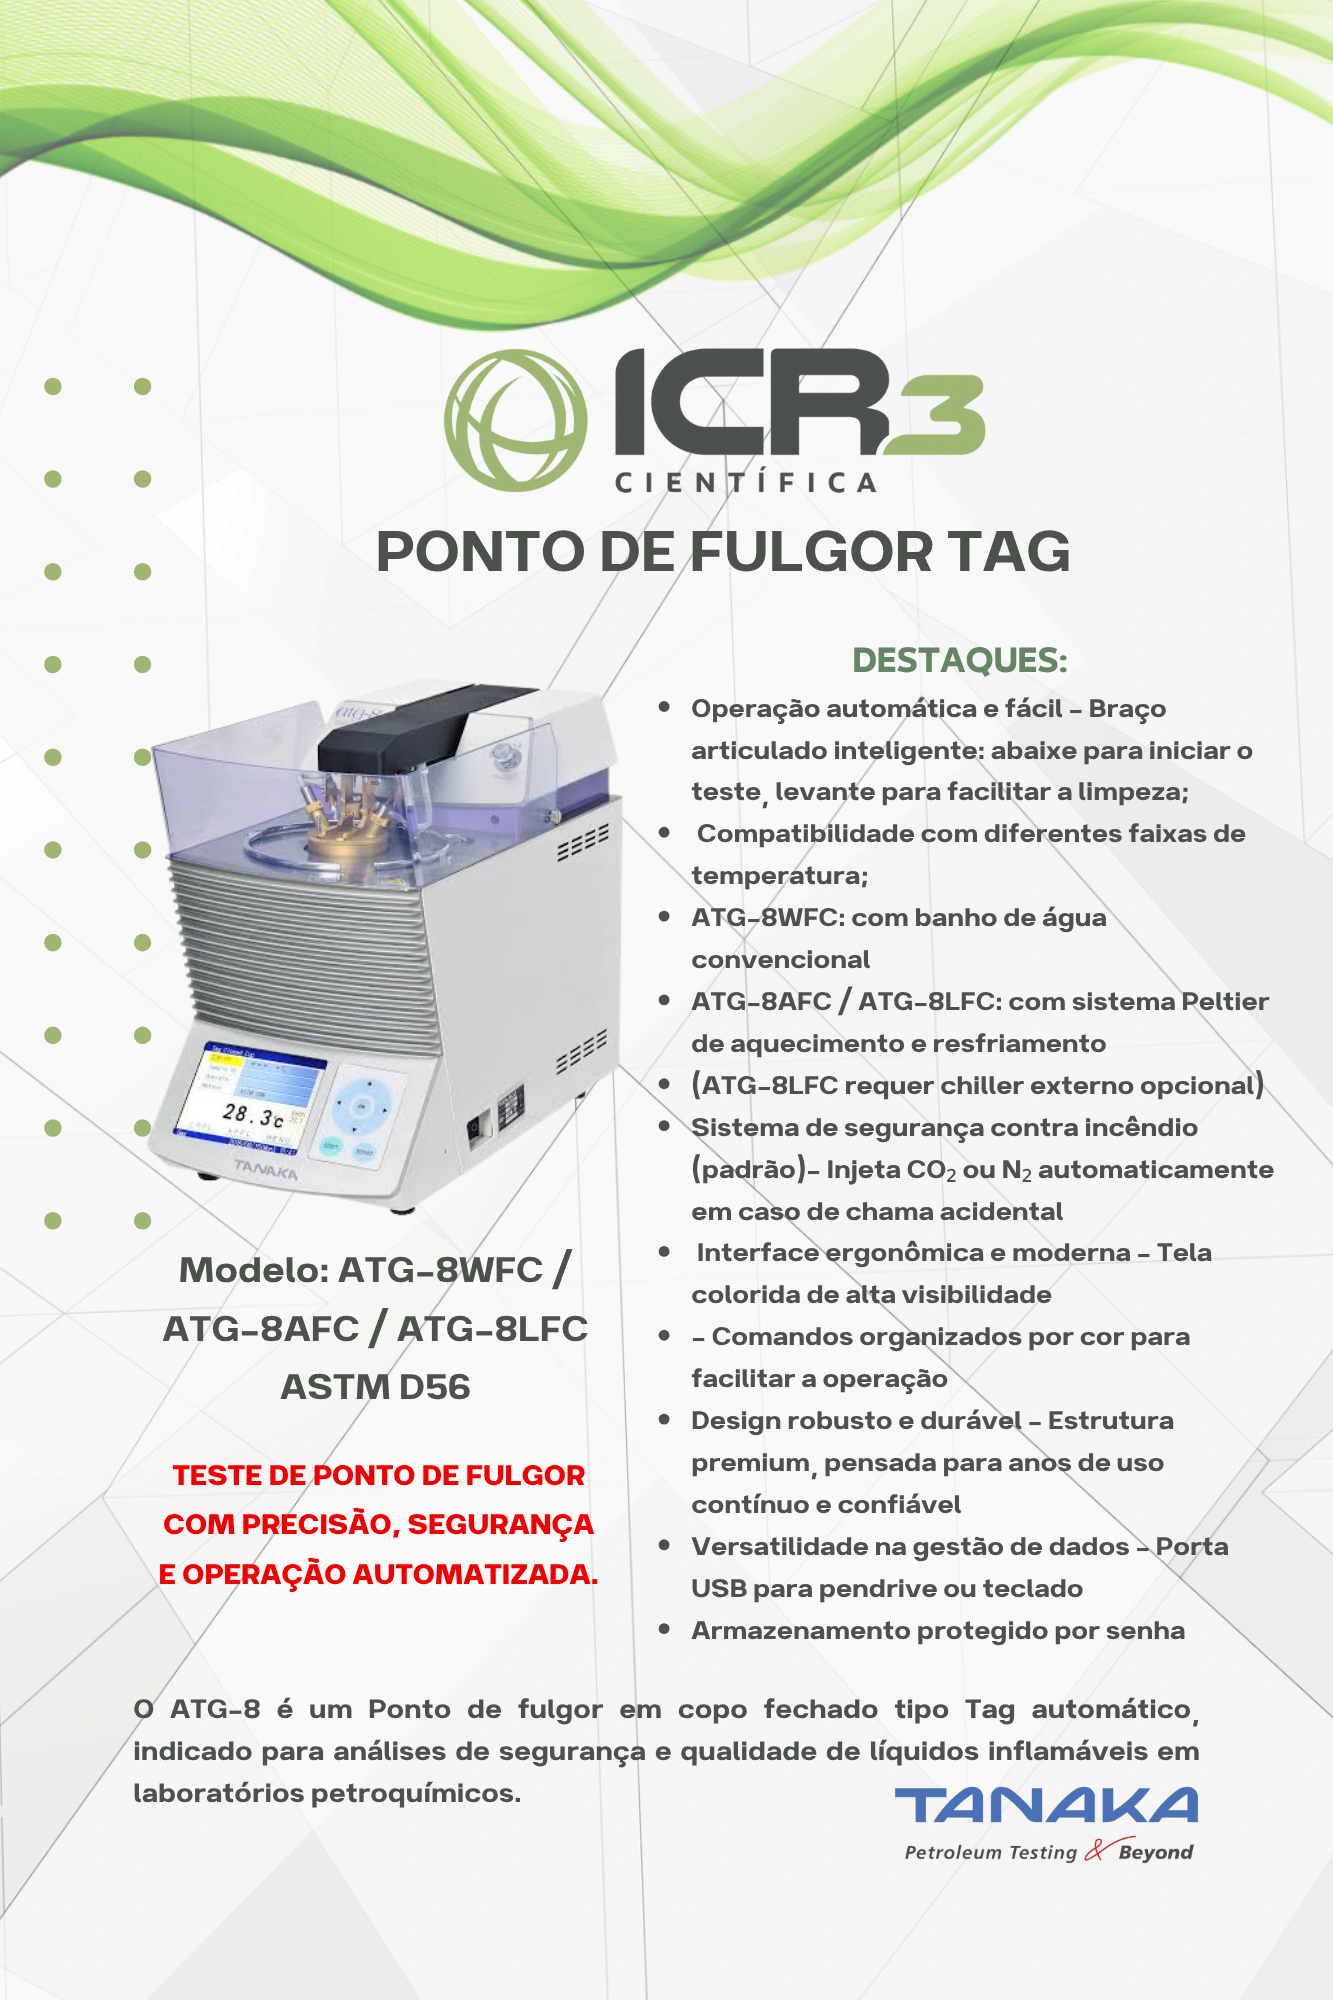 ICR3
CIENTÍFICA
PONTO DE FULGOR TAG
DESTAQUES:
• Operação automática e fácil – Braço
articulado inteligente: abaixe para iniciar o
teste, levante para facilitar a limpeza;
• Compatibilidade com diferentes faixas de
temperatura;
• ATG-8WFC: com banho de água
convencional
• ATG-8AFC / ATG-8LFC: com sistema Peltier
de aquecimento e resfriamento
• (ATG-8LFC requer chiller externo opcional)
• Sistema de segurança contra incêndio
(padrão)– Injeta CO₂ ou N₂ automaticamente
em caso de chama acidental
• Interface ergonômica e moderna – Tela
colorida de alta visibilidade
• – Comandos organizados por cor para
facilitar a operação
• Design robusto e durável – Estrutura
premium, pensada para anos de uso
contínuo e confiável
• Versatilidade na gestão de dados – Porta
USB para pendrive ou teclado
• Armazenamento protegido por senha
atg-8
Tag Closed Cup
28.3°C
MENU
TANAKA
Modelo: ATG-8WFC /
ATG-8AFC / ATG-8LFC
ASTM D56
TESTE DE PONTO DE FULGOR
COM PRECISÃO, SEGURANÇA
E OPERAÇÃO AUTOMATIZADA.
O ATG-8 é um Ponto de fulgor em copo fechado tipo Tag automático,
indicado para análises de segurança e qualidade de líquidos inflamáveis em
laboratórios petroquímicos.
TANAKA
Petroleum Testing & Beyond